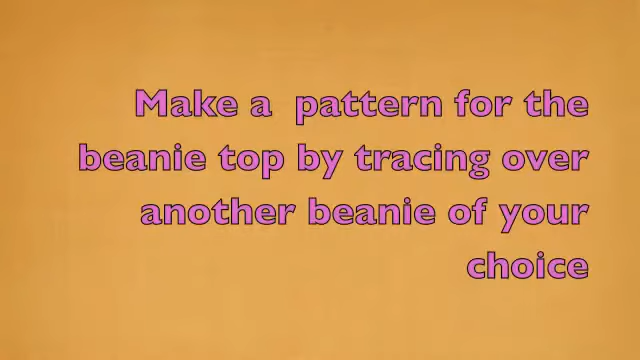 Make a  pattern for the
beanie top by tracing over
another beanie of your
choice